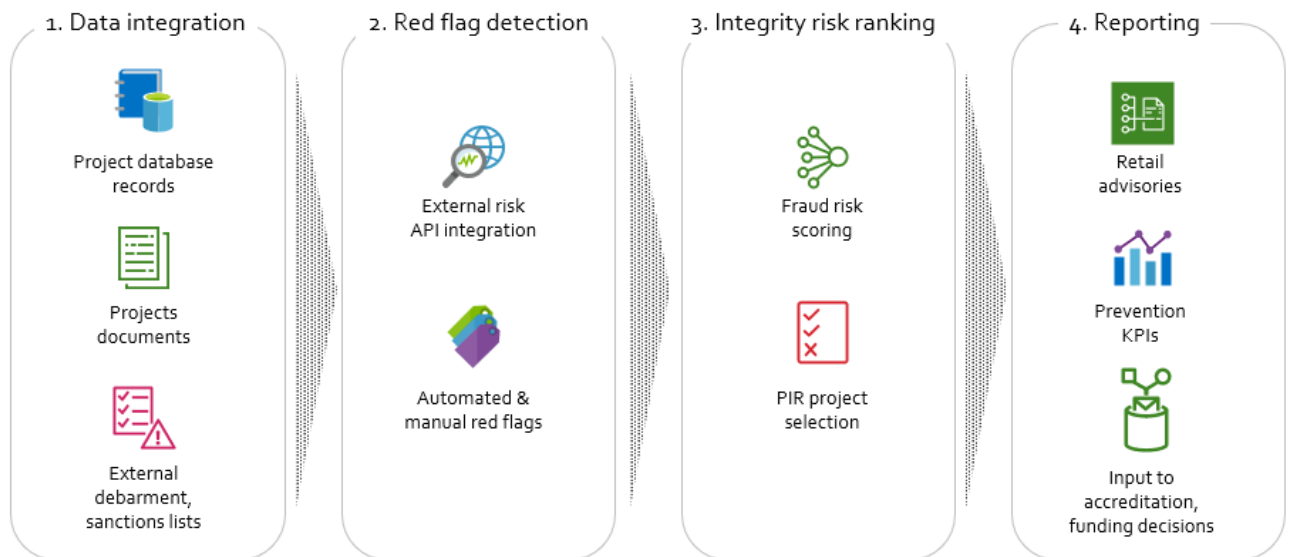 1. Data integration
Project database
records
Projects
documents
External
debarment,
sanctions lists
2. Red flag detection
External risk
API integration
Automated &
manual red flags
3. Integrity risk ranking
Fraud risk
scoring
PIR project
selection
4. Reporting
Retail
advisories
Prevention
KPIs
Input to
accreditation,
funding decisions